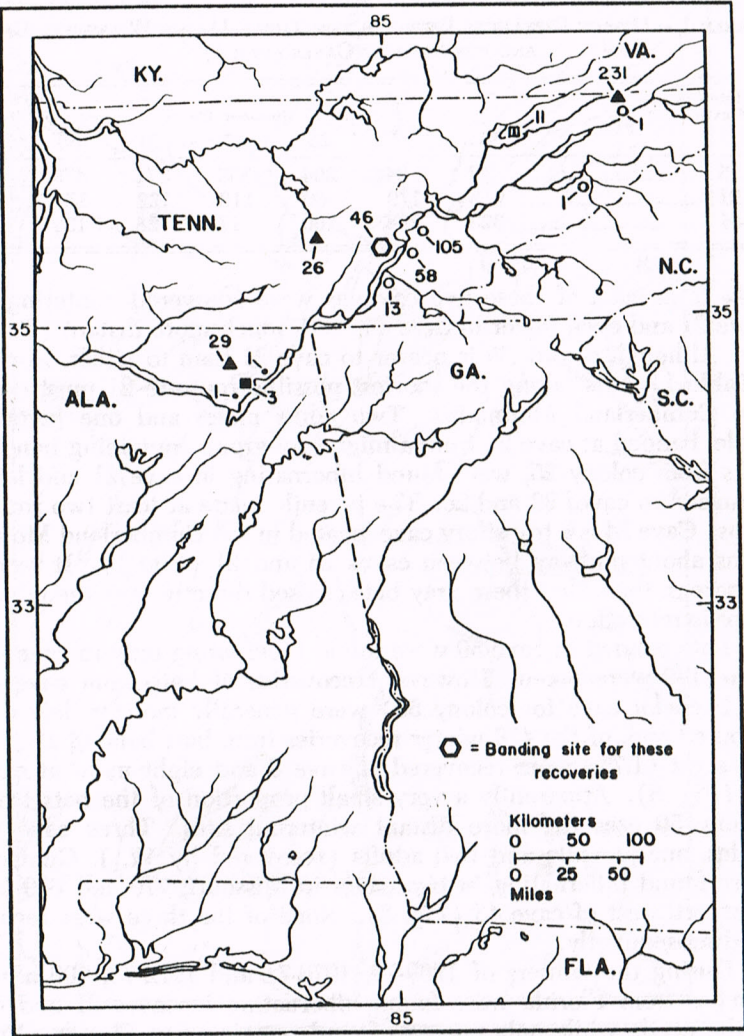 85
KY.
VA.
231
11
2
1
1
TENN.
46
105
26
58
N.C.
13
35
35
29
GA.
ALA.
1
3
S.C.
33
33
= Banding site for these
recoveries
Kilometers
0 50 100
0 25 50
Miles
FLA.
85